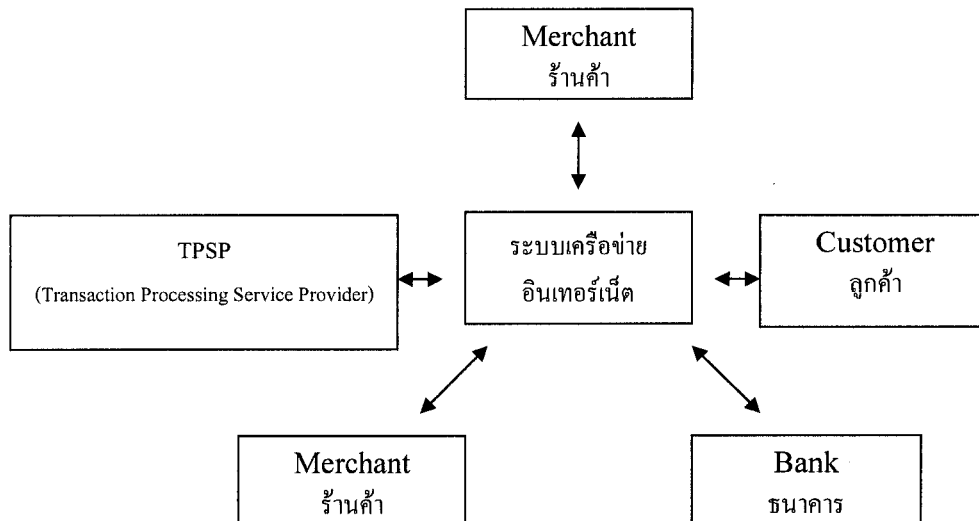 Merchant
ร้านค้า
TPSP
(Transaction Processing Service Provider)
ระบบเครือข่าย
อินเทอร์เน็ต
Customer
ลูกค้า
Merchant
ร้านค้า
Bank
ธนาคาร